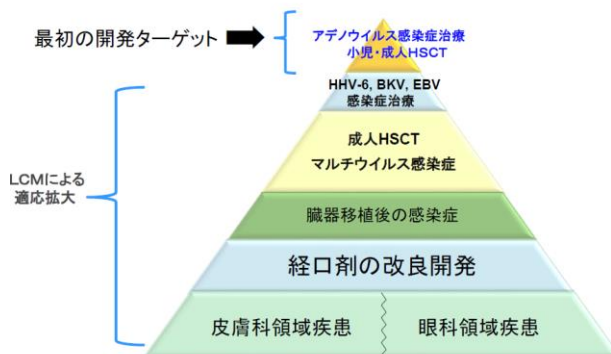 最初の開発ターゲット
アデノウイルス感染症治療
小児・成人HSCT
HHV-6, BKV, EBV
感染症治療
成人HSCT
マルチウイルス感染症
LCMによる
適応拡大
臓器移植後の感染症
経口剤の改良開発
皮膚科領域疾患
眼科領域疾患